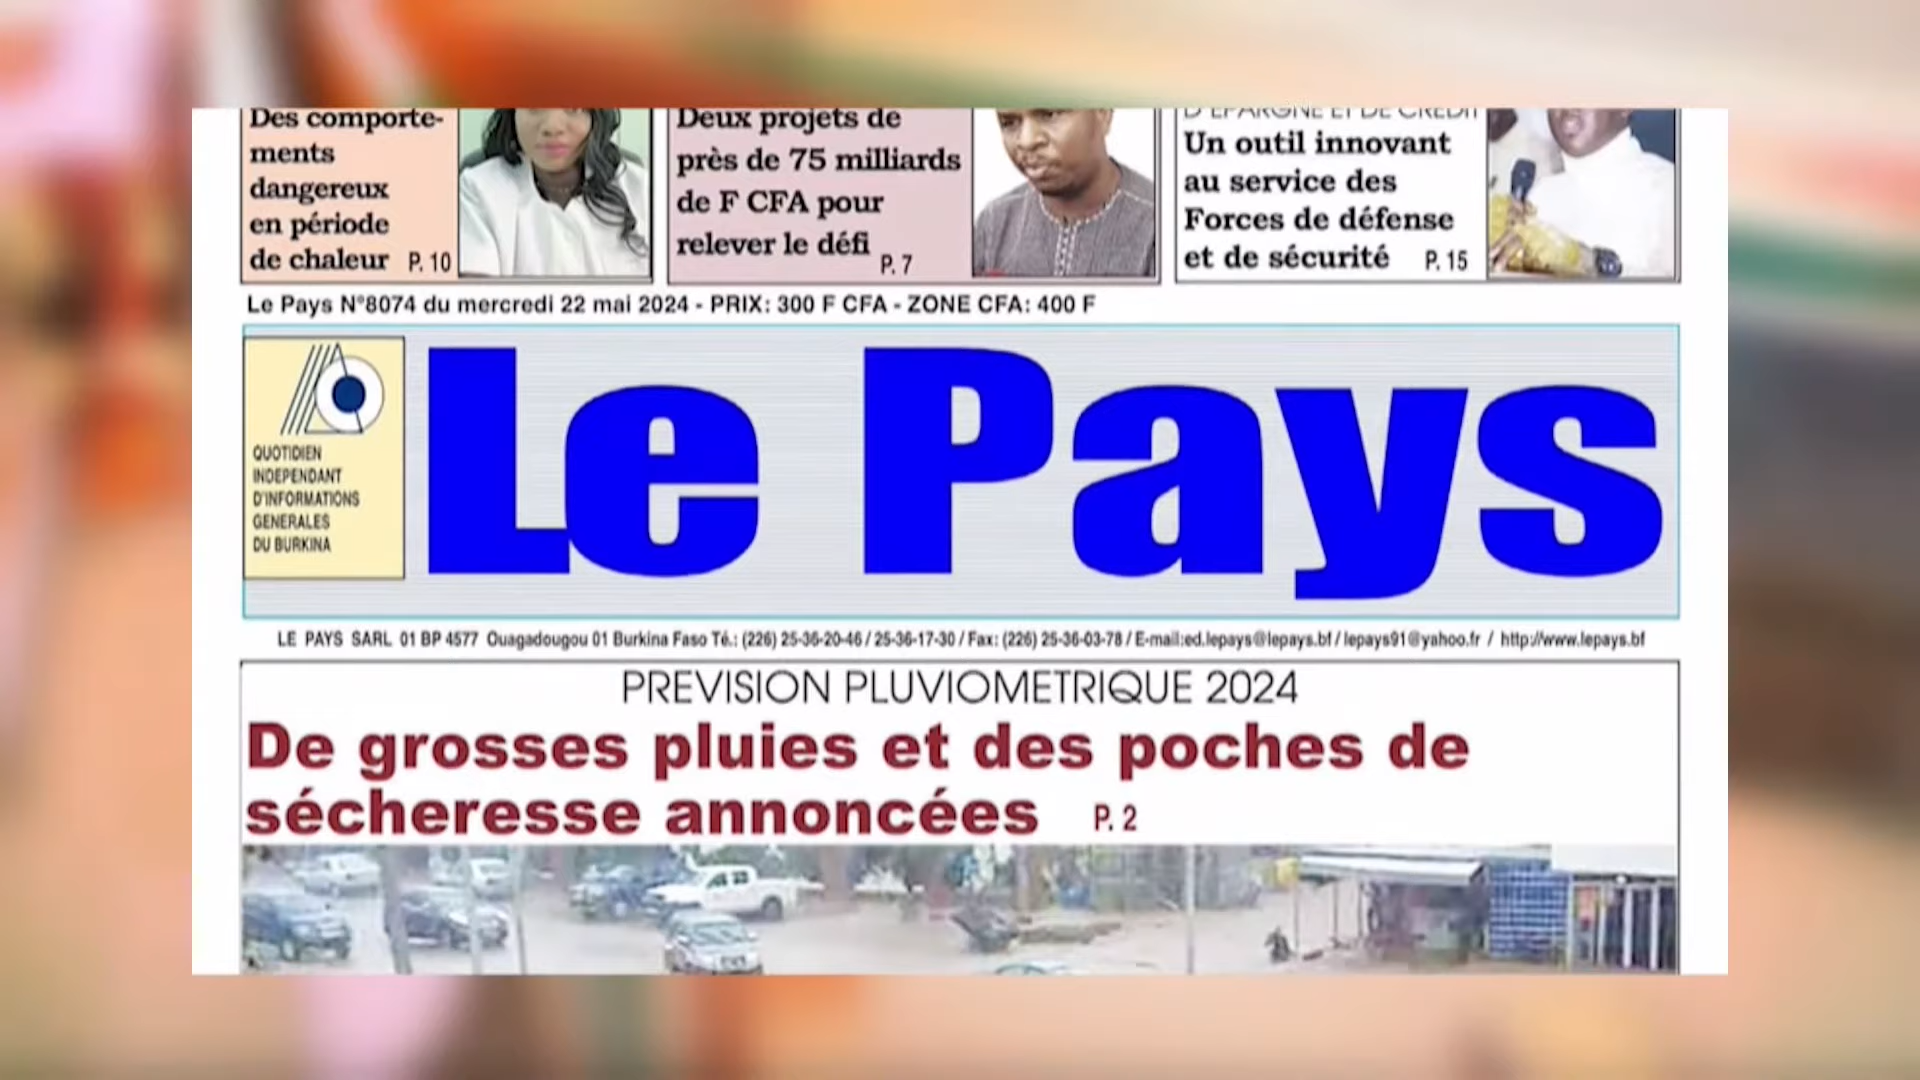 Des comporte-
ments
dangereux
en période
de chaleur P. 10
Deux projets de
près de 75 milliards
de F CFA pour
relever le défi P. 7
D'EPARGNE ET DE CREDIT
Un outil innovant
au service des
Forces de défense
et de sécurité P. 15
Le Pays N°8074 du mercredi 22 mai 2024 - PRIX: 300 F CFA - ZONE CFA: 400 F
QUOTIDIEN
INDEPENDANT
D'INFORMATIONS
GENERALES
DU BURKINA
Le Pays
LE PAYS SARL 01 BP 4577 Ouagadougou 01 Burkina Faso Té.: (226) 25-36-20-46 / 25-36-17-30 / Fax: (226) 25-36-03-78 / E-mail:ed.lepays@lepays.bf / lepays91@yahoo.fr / http://www.lepays.bf
PREVISION PLUVIOMETRIQUE 2024
De grosses pluies et des poches de
sécheresse annoncées P. 2